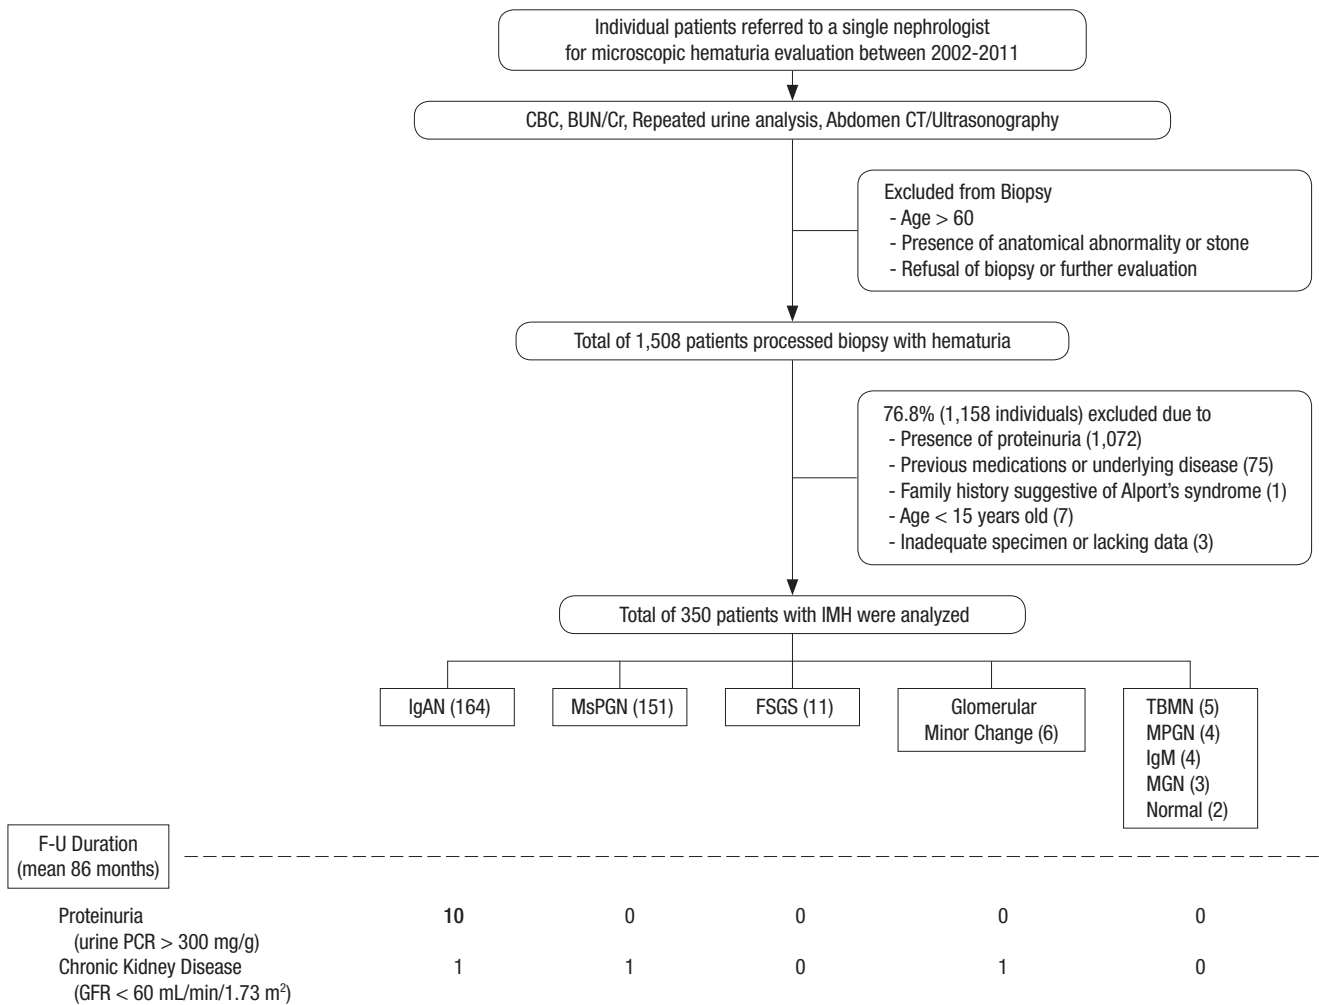 Individual patients referred to a single nephrologist
for microscopic hematuria evaluation between 2002-2011
CBC, BUN/Cr, Repeated urine analysis, Abdomen CT/Ultrasonography
Excluded from Biopsy
- Age > 60
- Presence of anatomical abnormality or stone
- Refusal of biopsy or further evaluation
Total of 1,508 patients processed biopsy with hematuria
76.8% (1,158 individuals) excluded due to
- Presence of proteinuria (1,072)
- Previous medications or underlying disease (75)
- Family history suggestive of Alport's syndrome (1)
- Age < 15 years old (7)
- Inadequate specimen or lacking data (3)
Total of 350 patients with IMH were analyzed
IgAN (164)
MsPGN (151)
FSGS (11)
Glomerular
Minor Change (6)
TBMN (5)
MPGN (4)
IgM (4)
MGN (3)
Normal (2)
F-U Duration
(mean 86 months)
Proteinuria 10 0 0 0 0
(urine PCR > 300 mg/g)
Chronic Kidney Disease 1 1 0 1 0
(GFR < 60 mL/min/1.73 m²)